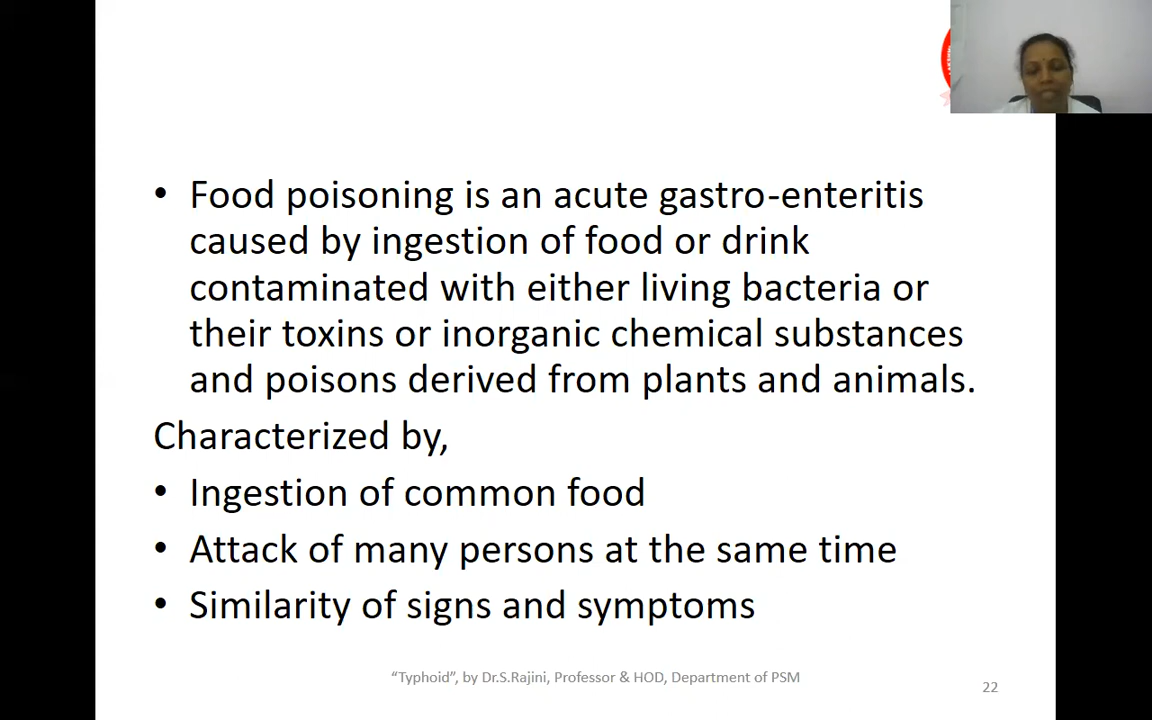 • Food poisoning is an acute gastro-enteritis
caused by ingestion of food or drink
contaminated with either living bacteria or
their toxins or inorganic chemical substances
and poisons derived from plants and animals.
Characterized by,
• Ingestion of common food
• Attack of many persons at the same time
• Similarity of signs and symptoms
“Typhoid”, by Dr.S.Rajini, Professor & HOD, Department of PSM
22